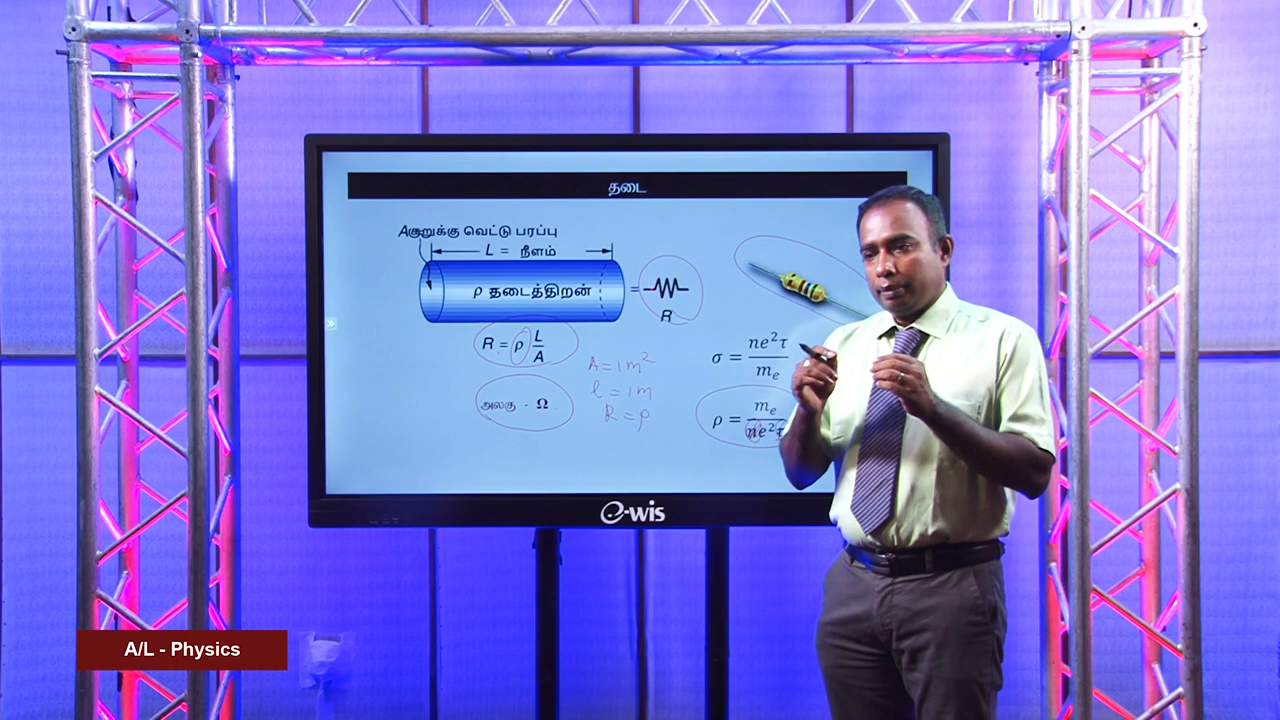 தடை
A குறுக்கு வெட்டு பரப்பு
L = நீளம்
ρ தடைத்திறன்
= R
R = ρ L/A
அலகு - Ω
A = 1m²
l = 1m
R = ρ
σ = ne²τ/mₑ
ρ = mₑ/ne²τ
e-wis
A/L - Physics